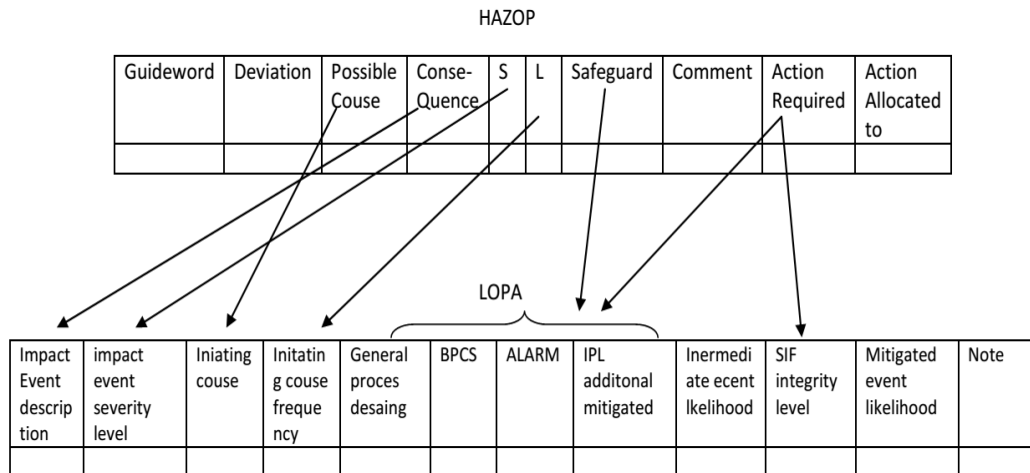 HAZOP
Guideword Deviation Possible Conse- S L Safeguard Comment Action Action
Couse Quence Required Allocated
to
LOPA
Impact impact Iniating Initatin General BPCS ALARM IPL Inermedi SIF Mitigated Note
Event event couse g couse proces additonal ate ecent integrity event
descrip severity freque desaing mitigated lkelihood level likelihood
tion level ncy